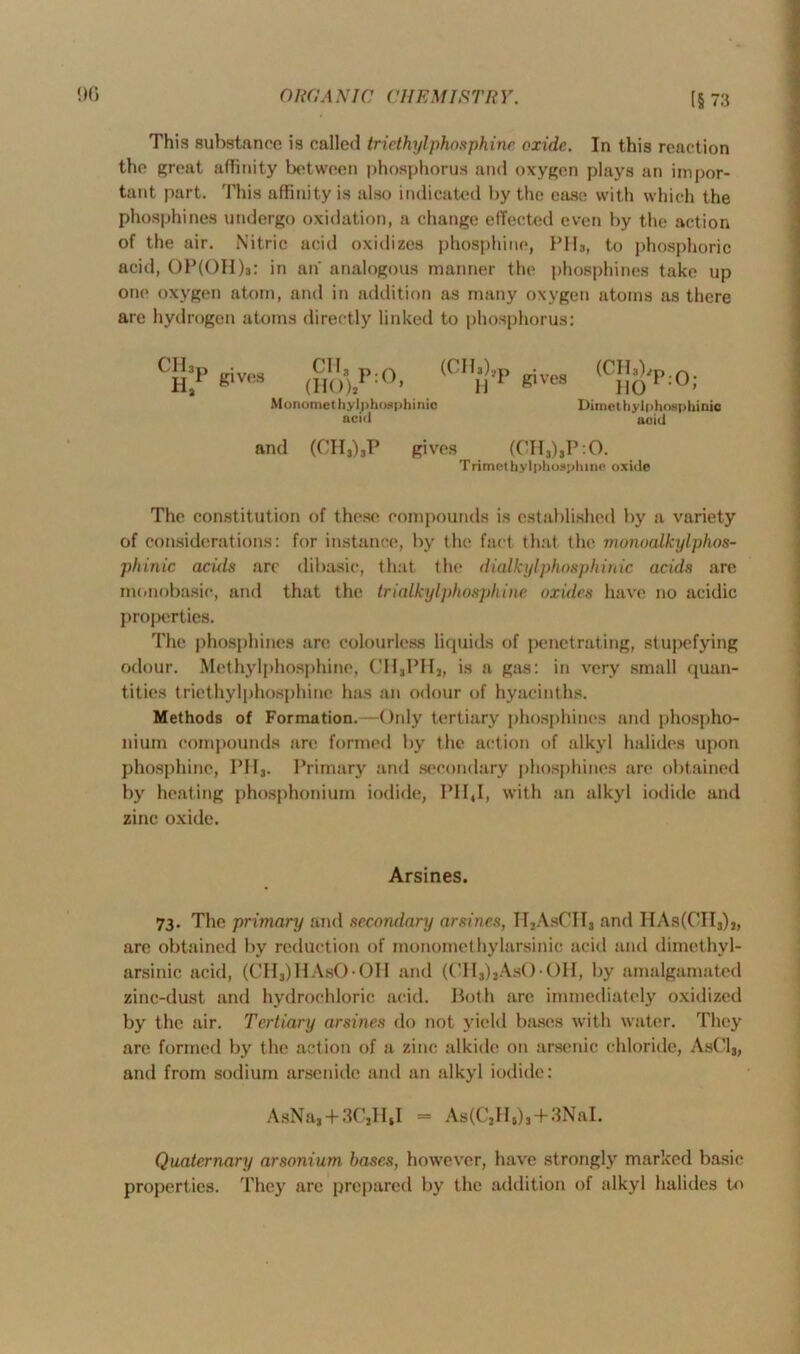 96 ORGANIC CHEMISTRY. [§ 73
This substance is called triethylphosphine oxide. In this reaction
the great affinity between phosphorus and oxygen plays an impor-
tant part. This affinity is also indicated by the ease with which the
phosphines undergo oxidation, a change effected even by the action
of the air. Nitric acid oxidizes phosphine, PH₃, to phosphoric
acid, OP(OH)₃: in an' analogous manner the phosphines take up
one oxygen atom, and in addition as many oxygen atoms as there
are hydrogen atoms directly linked to phosphorus:
CH₃ H₂ P gives CH₃ (HO)₂ P:O, (CH₃)₂ H P gives (CH₃)₂ HO P:O;
Monomethylphosphinic Dimethylphosphinic
acid acid
and (CH₃)₃P gives (CH₃)₃P:O.
Trimethylphosphine oxide
The constitution of these compounds is established by a variety
of considerations: for instance, by the fact that the monoalkylphos-
phinic acids are dibasic, that the dialkylphosphinic acids are
monobasic, and that the trialkylphosphine oxides have no acidic
properties.
The phosphines are colourless liquids of penetrating, stupefying
odour. Methylphosphine, CH₃PH₂, is a gas: in very small quan-
tities triethylphosphine has an odour of hyacinths.
Methods of Formation.—Only tertiary phosphines and phospho-
nium compounds are formed by the action of alkyl halides upon
phosphine, PH₃. Primary and secondary phosphines are obtained
by heating phosphonium iodide, PH₄I, with an alkyl iodide and
zinc oxide.
Arsines.
73. The primary and secondary arsines, H₂AsCH₃ and HAs(CH₃)₂,
are obtained by reduction of monomethylarsinic acid and dimethyl-
arsinic acid, (CH₃)HAsO·OH and (CH₃)₂AsO·OH, by amalgamated
zinc-dust and hydrochloric acid. Both are immediately oxidized
by the air. Tertiary arsines do not yield bases with water. They
are formed by the action of a zinc alkide on arsenic chloride, AsCl₃,
and from sodium arsenide and an alkyl iodide:
AsNa₃+3C₂H₅I = As(C₂H₅)₃+3NaI.
Quaternary arsonium bases, however, have strongly marked basic
properties. They are prepared by the addition of alkyl halides to